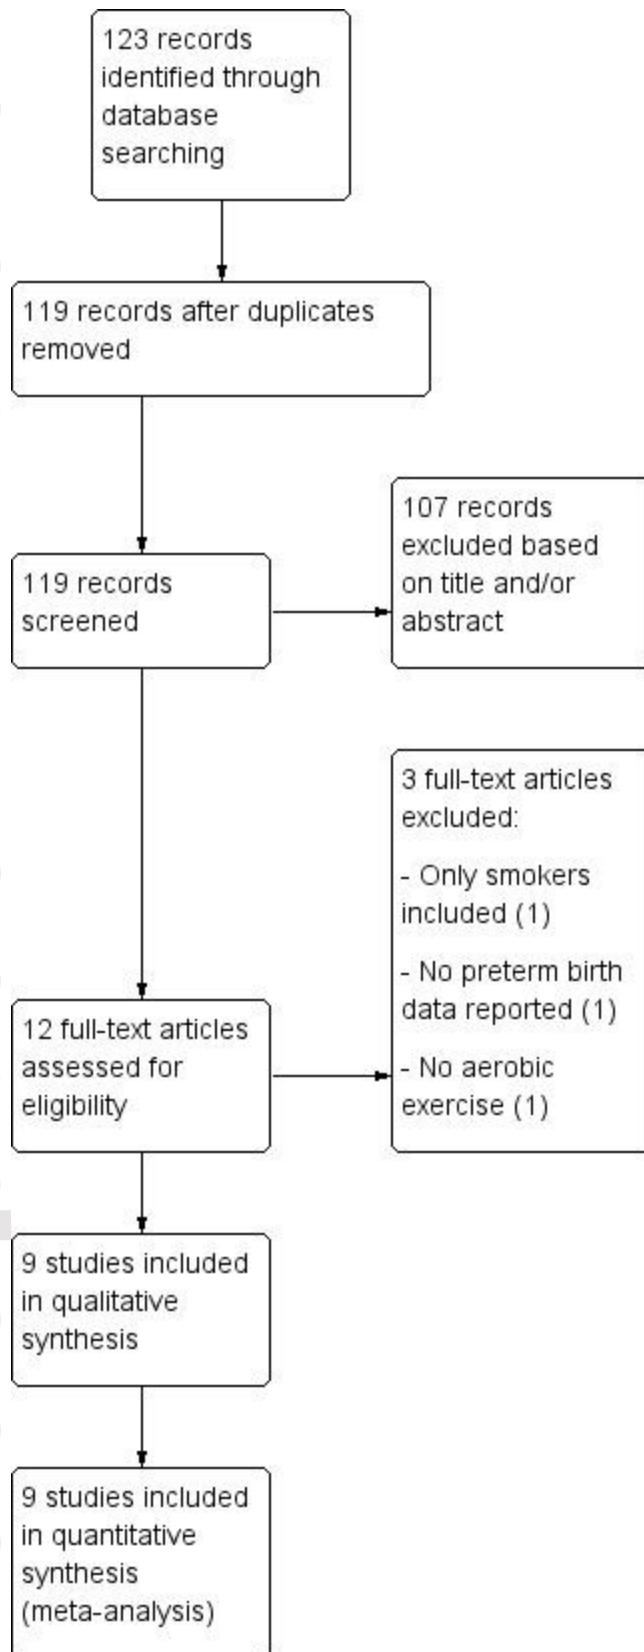 123 records
identified through
database
searching
119 records after duplicates
removed
119 records
screened
107 records
excluded based
on title and/or
abstract
12 full-text articles
assessed for
eligibility
3 full-text articles
excluded:
- Only smokers
included (1)
- No preterm birth
data reported (1)
- No aerobic
exercise (1)
9 studies included
in qualitative
synthesis
9 studies included
in quantitative
synthesis
(meta-analysis)